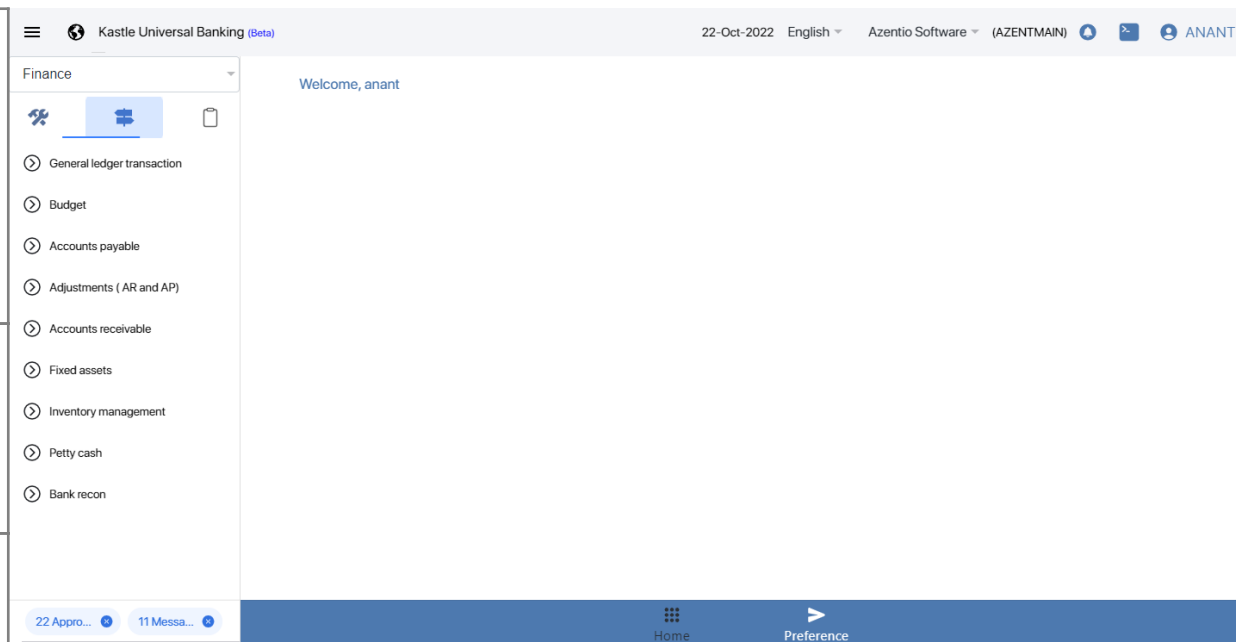 Kastle Universal Banking (Beta)
22-Oct-2022 English Azentio Software (AZENTMAIN) ANANT
Finance
Welcome, anant
General ledger transaction
Budget
Accounts payable
Adjustments ( AR and AP)
Accounts receivable
Fixed assets
Inventory management
Petty cash
Bank recon
22 Appro... 11 Messa...
Home Preference